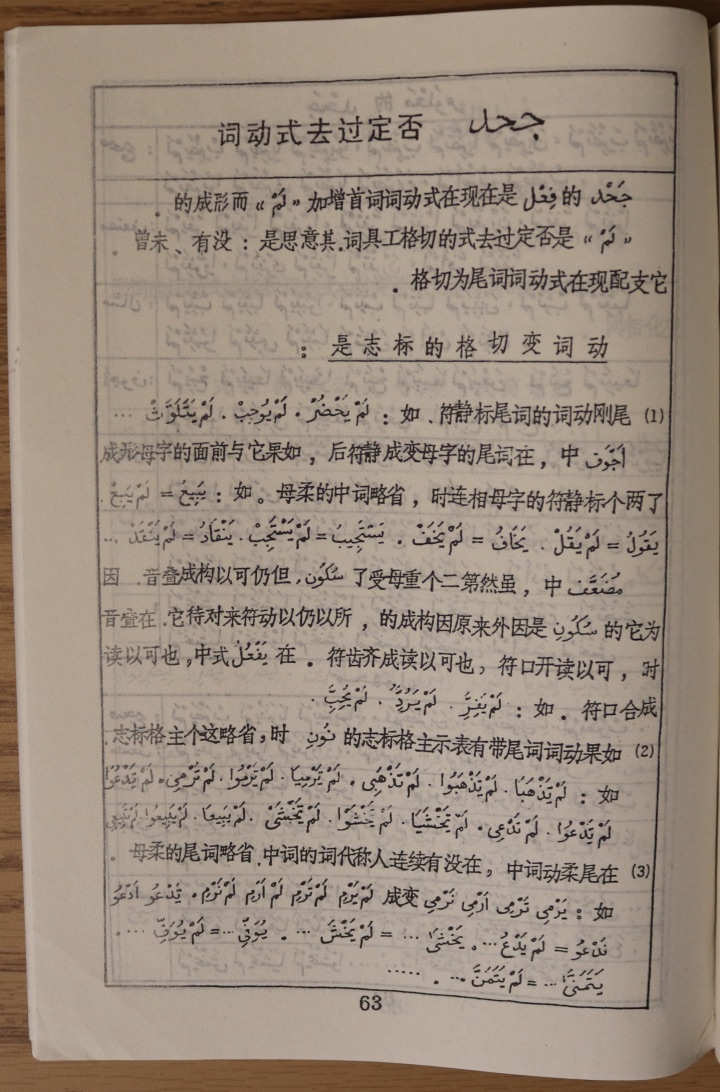 جحد 否定过去式动词
جَحْد 的 فِعْل 是在现在式动词词首增加 «لَمْ» 而形成的 。
«لَمْ» 是否定过去式的切格工具词.其意思是：没有、未曾
它支配现在式动词词尾为切格 .
动词变切格的标志是：
(1) 尾刚动词的词尾标静符、如：لَمْ يَحْضُرْ . لَمْ يُوجِبْ . لَمْ يَتَلَوَّثْ ...
أَجْوَف 中，在词尾的字母变成静符后，如果它与前面的字母形成
了两个标静符的字母相连时，省略词中的柔母。如：يَبِيعُ = لَمْ يَبِعْ.
يَقُولُ = لَمْ يَقُلْ . يَخَافُ = لَمْ يَخَفْ . يَسْتَجِيبُ = لَمْ يَسْتَجِبْ . يَنْقَادُ = لَمْ يَنْقَدْ ...
مُضَعَّف 中，虽然第二个重母受了 سُكُون,但仍可以构成叠音. 因
为它的 سُكُون 是因外来原因构成的，所以仍以动符来对待它.在叠音
时，可以读开口符，也可以读成齐齿符。在 يَفْعُلُ 式中,也可以读
成合口符。如：لَمْ يَفِرَّ . لَمْ يَرُدَّ . لَمْ يُحِبَّ .
(2) 如果动词词尾带有表示主格标志的 نُون 时,省略这个主格标志.
如：لَمْ يَذْهَبَا . لَمْ يَذْهَبُوا . لَمْ تَذْهَبِى . لَمْ يَرْمِيَا . لَمْ يَرْمُوا . لَمْ تَرْمِى . لَمْ يَدْعُوَا
لَمْ يَدْعُوا . لَمْ تَدْعِى . لَمْ يَخْشَيَا . لَمْ يَخْشَوْا . لَمْ تَخْشَىْ . لَمْ يَبِيعَا . لَمْ يَبِيعُوا لَمْ تَبِيعِى
(3) 在尾柔动词中，在没有连续人称代词的词中,省略词尾的柔母 .
如：يَرْمِى تَرْمِى اَرْمِى نَرْمِى 变成 لَمْ يَرْمِ لَمْ تَرْمِ لَمْ اَرْمِ لَمْ نَرْمِ . يَدْعُو اَدْعُو
نَدْعُو = لَمْ يَدْعُ ... . يَخْشَى ... = لَمْ يَخْشَ ... . يُوَفِّى ... = لَمْ يُوَفِّ ... .
يَتَمَنَّى ... = لَمْ يَتَمَنَّ ... . ......
63